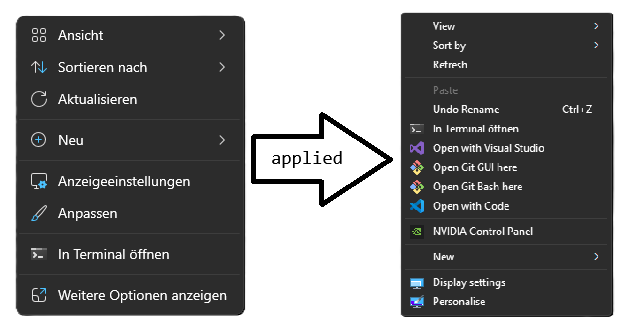 Ansicht
Sortieren nach
Aktualisieren
Neu
Anzeigeeinstellungen
Anpassen
In Terminal öffnen
Weitere Optionen anzeigen
applied
View
Sort by
Refresh
Paste
Undo Rename Ctrl+Z
In Terminal öffnen
Open with Visual Studio
Open Git GUI here
Open Git Bash here
Open with Code
NVIDIA Control Panel
New
Display settings
Personalise